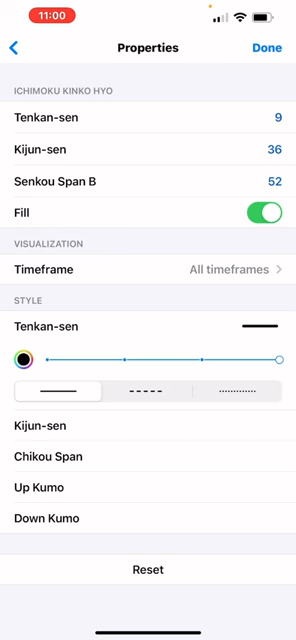 11:00
Properties
Done
ICHIMOKU KINKO HYO
Tenkan-sen 9
Kijun-sen 36
Senkou Span B 52
Fill
VISUALIZATION
Timeframe All timeframes
STYLE
Tenkan-sen
Kijun-sen
Chikou Span
Up Kumo
Down Kumo
Reset